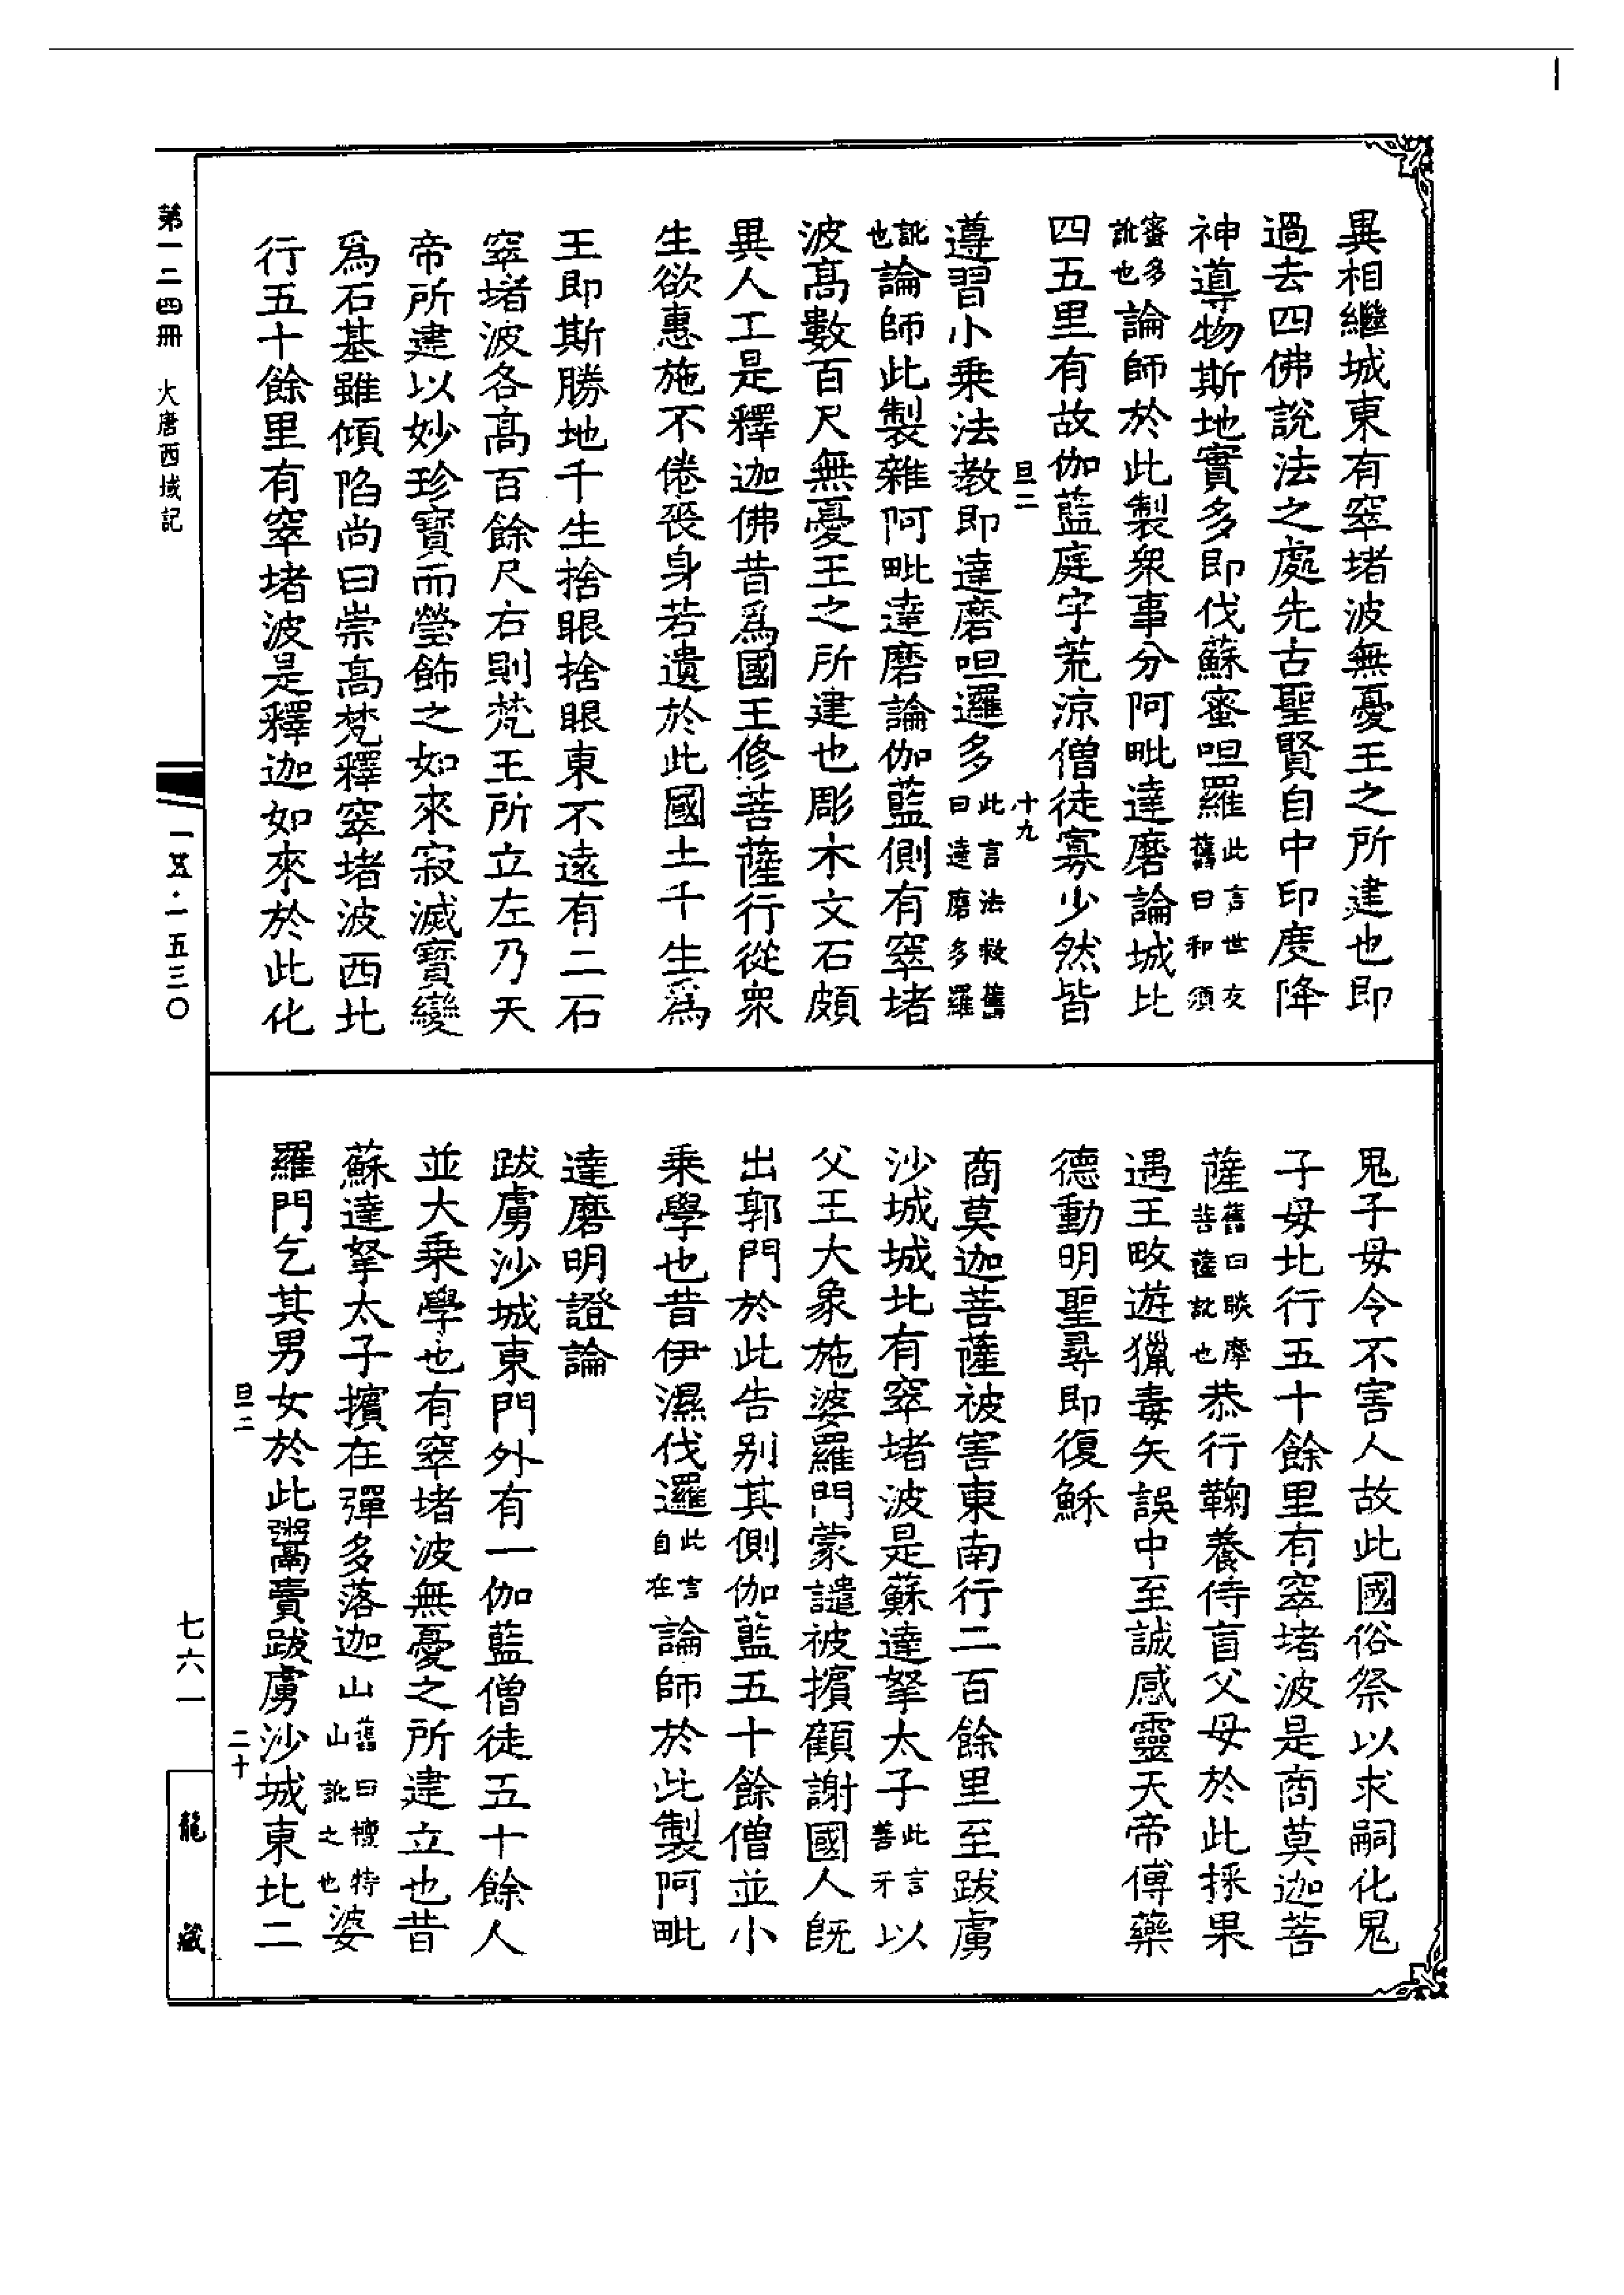 異相繼城東有窣堵波無憂王之所建也即
過去四佛說法之處先古聖賢自中印度降
神導物斯地實多即伐蘇蜜呾羅此言世友舊曰和須
蜜多訛也論師於此製衆事分阿毗達磨論城北
四五里有故伽藍庭宇荒涼僧徒寡少然皆
旦二
十九
遵習小乘法教即達磨呾邏多此言法救舊曰達磨多羅
訛也論師此製雜阿毗達磨論伽藍側有窣堵
波高數百尺無憂王之所建也彫木文石頗
異人工是釋迦佛昔爲國王修菩薩行從衆
生欲惠施不倦喪身若遺於此國土千生爲
王即斯勝地千生捨眼捨眼東不遠有二石
窣堵波各高百餘尺右則梵王所立左乃天
帝所建以妙珍寶而瑩飾之如來寂滅寶變
爲石基雖傾陷尚曰崇高梵釋窣堵波西北
行五十餘里有窣堵波是釋迦如來於此化
鬼子母令不害人故此國俗祭以求嗣化鬼
子母北行五十餘里有窣堵波是商莫迦菩
薩舊曰睒摩菩薩訛也恭行鞠養侍盲父母於此採果
遇王畋遊獵毒矢誤中至誠感靈天帝傅藥
德動明聖尋即復穌
商莫迦菩薩被害東南行二百餘里至跋虜
沙城城北有窣堵波是蘇達拏太子此言善牙以
父王大象施婆羅門蒙譴被擯顧謝國人既
出郭門於此告别其側伽藍五十餘僧並小
乘學也昔伊濕伐邏此言自在論師於此製阿毗
達磨明證論
跋虜沙城東門外有一伽藍僧徒五十餘人
並大乘學也有窣堵波無憂之所建立也昔
蘇達拏太子擯在彈多落迦山舊曰檀特山訛之也婆
羅門乞其男女於此鬻賣跋虜沙城東北二
旦二
二十
第一二四冊 大唐西域記
一五三〇
七六一
龍藏